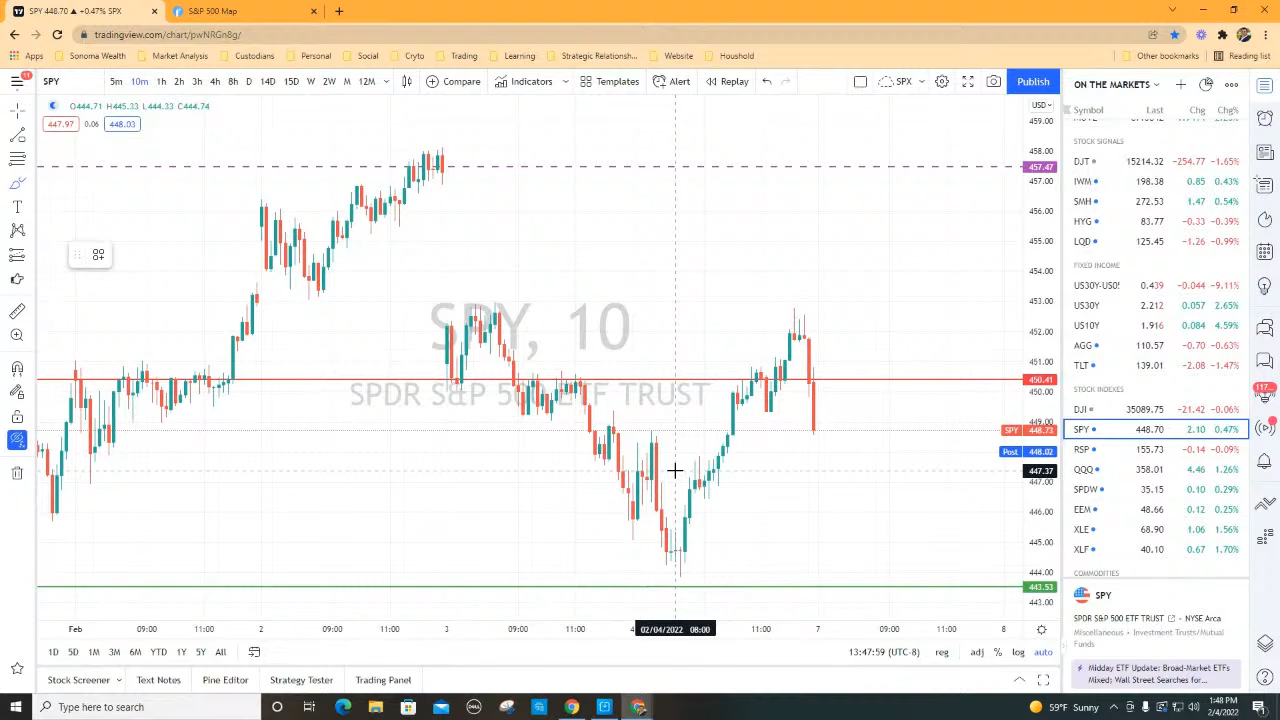 SPY 448.70 ▲ +0.47% SPX
S&P 500 Map
tradingview.com/chart/pwNRGn8g/
Apps Sonoma Wealth Market Analysis Custodians Personal Social Cryto Trading Learning Strategic Relationshp... WebGn Webu Houshold Other bookmarks Reading list
11
SPY 5m 10m 1h 2h 3h 4h 8h D 14D 15D W 2W M 12M Compare Indicators Templates Alert Replay SPX Publish
O444.71 H445.33 L444.33 C444.74
447.97 0.06 448.03
SPY, 10
SPDR S&P 500 ETF TRUST
USD
459.00
458.00
457.47
457.00
456.00
455.00
454.00
453.00
452.00
451.00
450.41
450.00
449.00
SPY 448.73
Post 448.02
447.37
447.00
446.00
445.00
444.00
443.53
443.00
Feb 09:00 11:00 2 09:00 11:00 3 09:00 11:00 4 02/04/2022 08:00 11:00 7 09:00 11:00 8
1D 5D 1M 3M 6M YTD 1Y 5Y All 13:47:59 (UTC-8) reg adj % log auto
Stock Screener Text Notes Pine Editor Strategy Tester Trading Panel
ON THE MARKETS
Symbol Last Chg Chg%
STOCK SIGNALS
DJT 15214.32 −254.77 −1.65%
IWM 198.38 0.85 0.43%
SMH 272.53 1.47 0.54%
HYG 83.77 −0.33 −0.39%
LQD 125.45 −1.26 −0.99%
FIXED INCOME
US30Y-US0 0.439 −0.044 −9.11%
US30Y 2.212 0.057 2.65%
US10Y 1.916 0.084 4.59%
AGG 110.57 −0.70 −0.63%
TLT 139.01 −2.08 −1.47%
STOCK INDEXES
DJI 35089.75 −21.42 −0.06%
SPY 448.70 2.10 0.47%
RSP 155.73 −0.14 −0.09%
QQQ 358.01 4.46 1.26%
SPDW 35.15 0.10 0.29%
EEM 48.66 0.12 0.25%
XLE 68.90 1.06 1.56%
XLF 40.10 0.67 1.70%
COMMODITIES
SPY
SPDR S&P 500 ETF TRUST • NYSE Arca
Miscellaneous • Investment Trusts/Mutual
Funds
Midday ETF Update: Broad-Market ETFs
Mixed; Wall Street Searches for...
117...
Type here to search
DELL
59°F Sunny
1:48 PM
2/4/2022